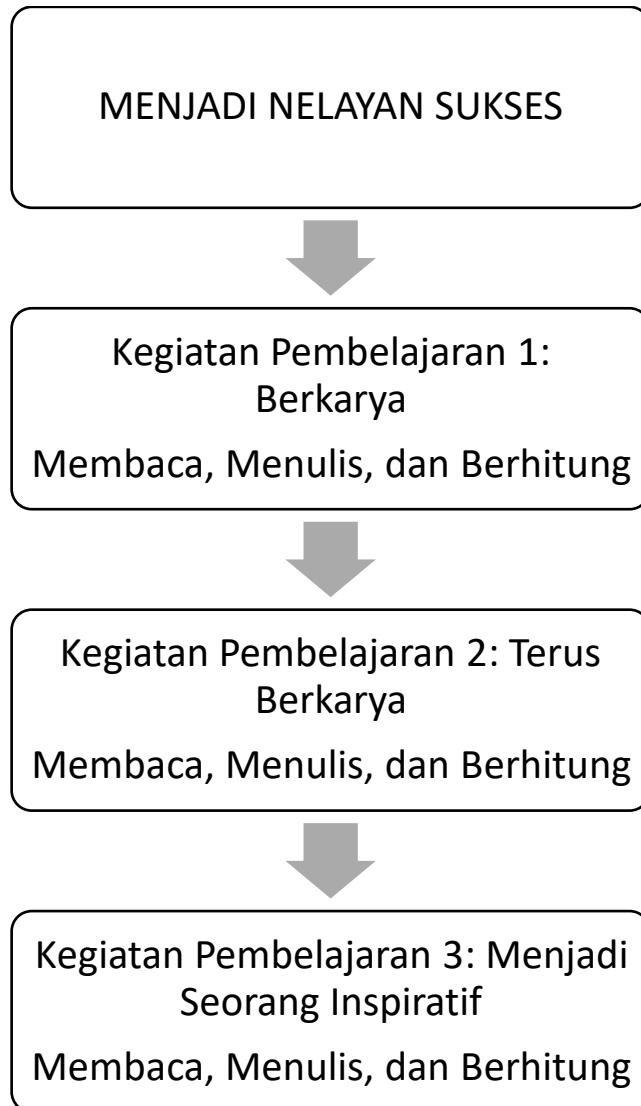 MENJADI NELAYAN SUKSES
Kegiatan Pembelajaran 1:
Berkarya
Membaca, Menulis, dan Berhitung
Kegiatan Pembelajaran 2: Terus
Berkarya
Membaca, Menulis, dan Berhitung
Kegiatan Pembelajaran 3: Menjadi
Seorang Inspiratif
Membaca, Menulis, dan Berhitung